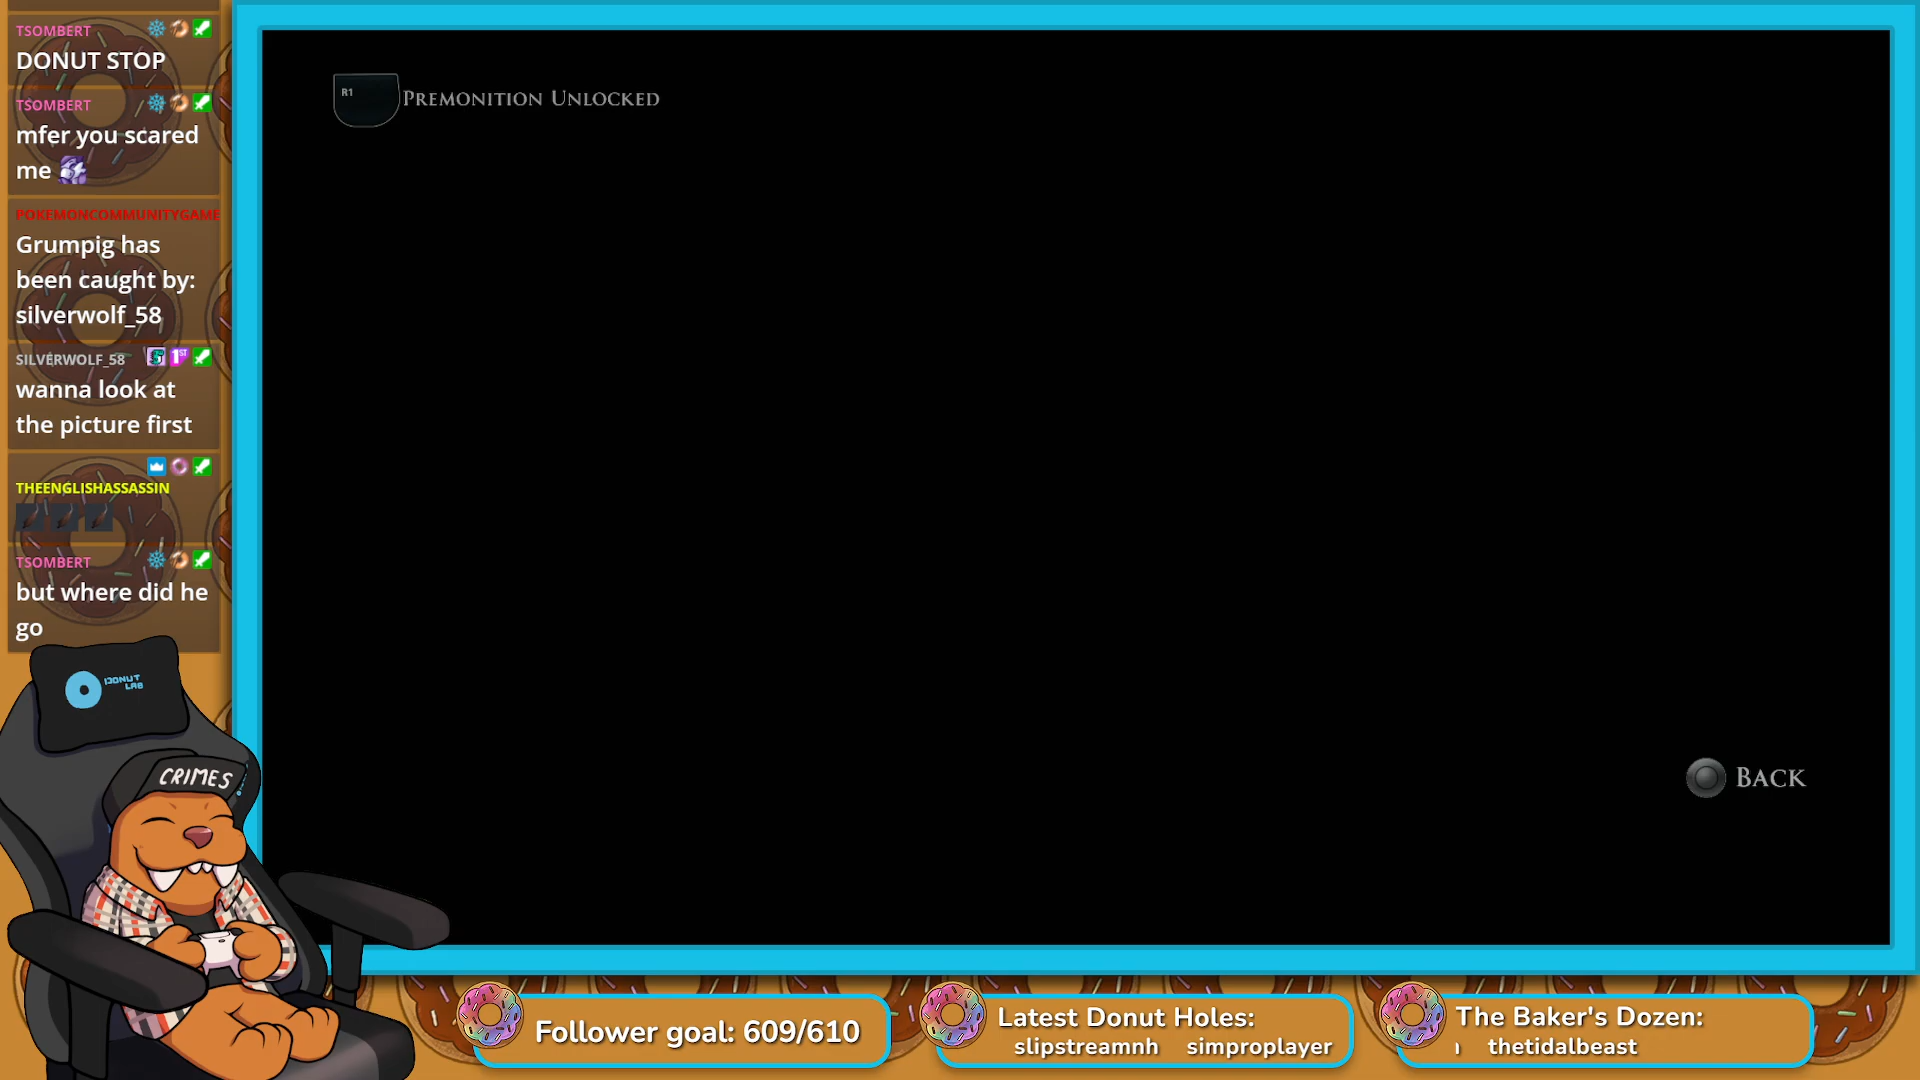 TSOMBERT
DONUT STOP
TSOMBERT
mfer you scared
me
POKEMONCOMMUNITYGAME
Grumpig has
been caught by:
silverwolf_58
SILVERWOLF_58
1ST
wanna look at
the picture first
THEENGLISHASSASSIN
TSOMBERT
but where did he
go
DONUT
LAB
CRIMES
R1
PREMONITION UNLOCKED
BACK
Follower goal: 609/610
Latest Donut Holes:
slipstreamnh simproplayer
The Baker's Dozen:
thetidalbeast